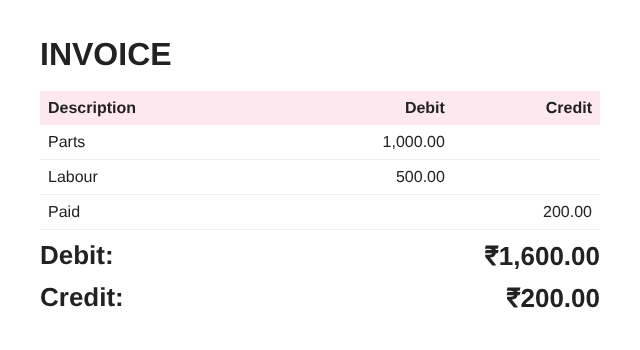 INVOICE
Description Debit Credit
Parts 1,000.00
Labour 500.00
Paid 200.00
Debit: ₹1,600.00
Credit: ₹200.00